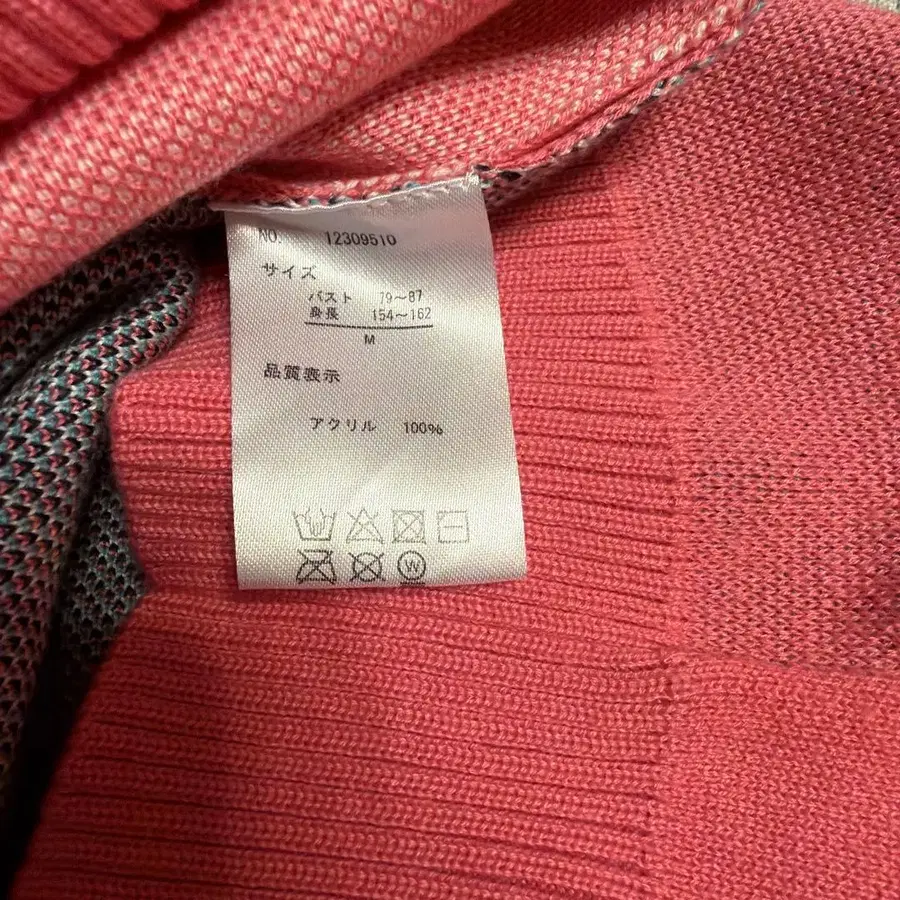 NO. 12309510
サイズ
バスト 79〜87
身長 154〜162
M
品質表示
アクリル 100%
W